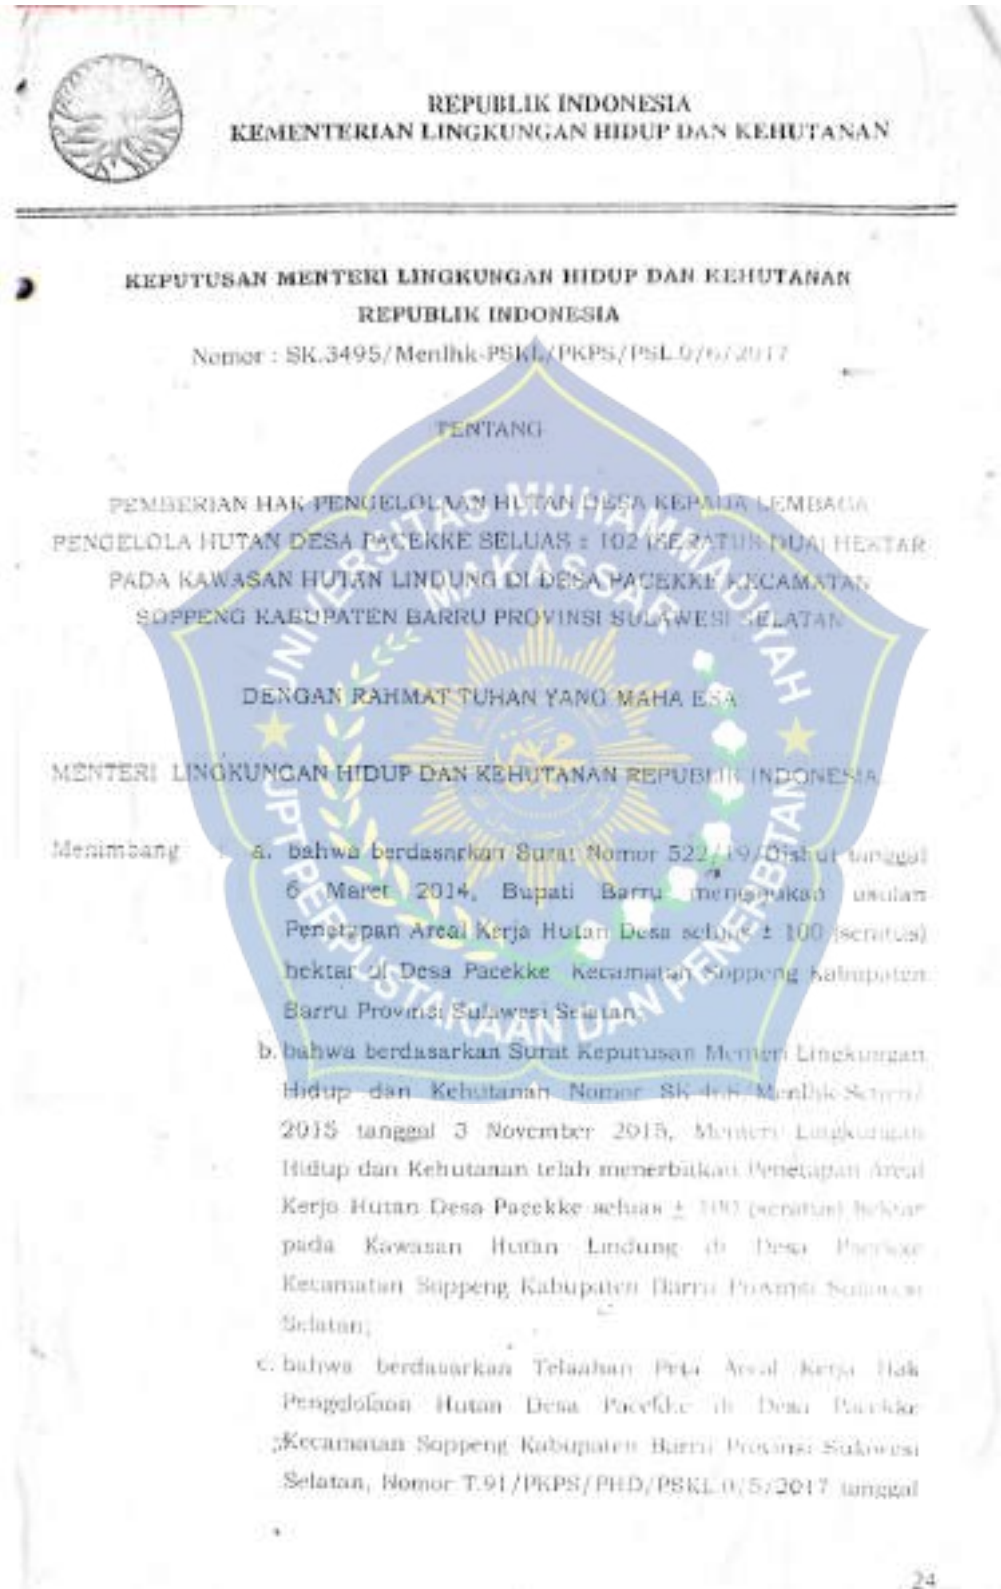 REPUBLIK INDONESIA
KEMENTERIAN LINGKUNGAN HIDUP DAN KEHUTANAN
KEPUTUSAN MENTERI LINGKUNGAN HIDUP DAN KEHUTANAN
REPUBLIK INDONESIA
Nomor : SK.3495/Menlhk-PSKL/PKPS/PSL.0/6/2017
TENTANG
PEMBERIAN HAK PENGELOLAAN HUTAN DESA KEPADA LEMBAGA
PENGELOLA HUTAN DESA PACEKKE SELUAS ± 102 (SERATUS DUA) HEKTAR
PADA KAWASAN HUTAN LINDUNG DI DESA PACEKKE KECAMATAN
SOPPENG KABUPATEN BARRU PROVINSI SULAWESI SELATAN
DENGAN RAHMAT TUHAN YANG MAHA ESA
MENTERI LINGKUNGAN HIDUP DAN KEHUTANAN REPUBLIK INDONESIA,
Menimbang : a. bahwa berdasarkan Surat Nomor 522/19/Dishut tanggal
6 Maret 2014, Bupati Barru mengajukan usulan
Penetapan Areal Kerja Hutan Desa seluas ± 100 (seratus)
hektar di Desa Pacekke Kecamatan Soppeng Kabupaten
Barru Provinsi Sulawesi Selatan;
b. bahwa berdasarkan Surat Keputusan Menteri Lingkungan
Hidup dan Kehutanan Nomor
2015 tanggal 3 November 2015, Menteri Lingkungan
Hidup dan Kehutanan telah menerbitkan Penetapan Areal
Kerja Hutan Desa Pacekke seluas ± 100 (seratus) hektar
pada Kawasan Hutan Lindung di Desa Pacekke
Kecamatan Soppeng Kabupaten Barru Provinsi Sulawesi
Selatan;
c. bahwa berdasarkan Telaahan Peta Areal Kerja Hak
Pengelolaan Hutan Desa Pacekke di Desa Pacekke
Kecamatan Soppeng Kabupaten Barru Provinsi Sulawesi
Selatan, Nomor T.91/PKPS/PHD/PSKL.0/5/2017 tanggal
24
UNIVERSITAS MUHAMMADIYAH
MAKASSAR
UPT PERPUSTAKAAN DAN PENERBITAN